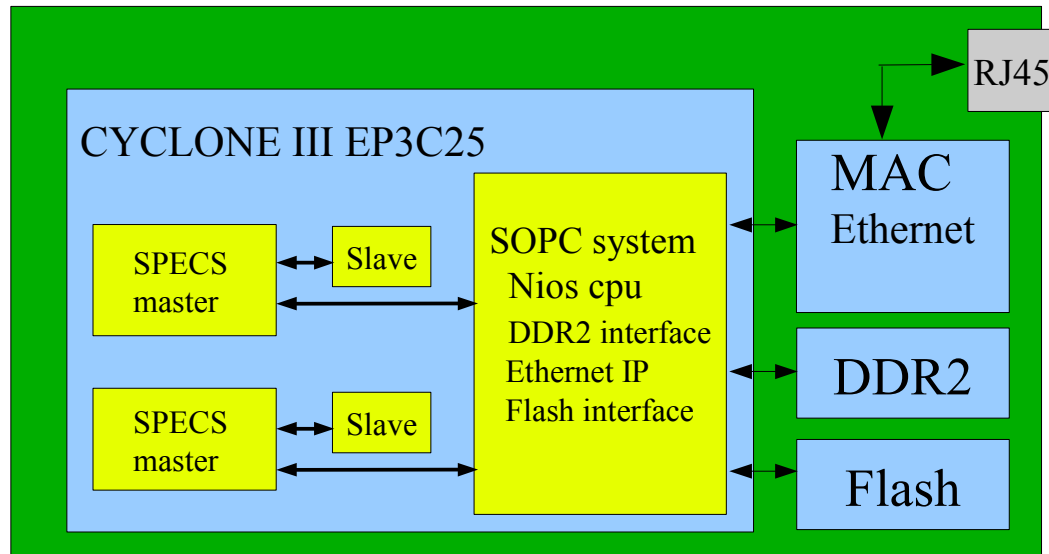 RJ45
CYCLONE III EP3C25
MAC
Ethernet
SOPC system
Nios cpu
DDR2 interface
Ethernet IP
Flash interface
SPECS
master
Slave
SPECS
master
Slave
DDR2
Flash